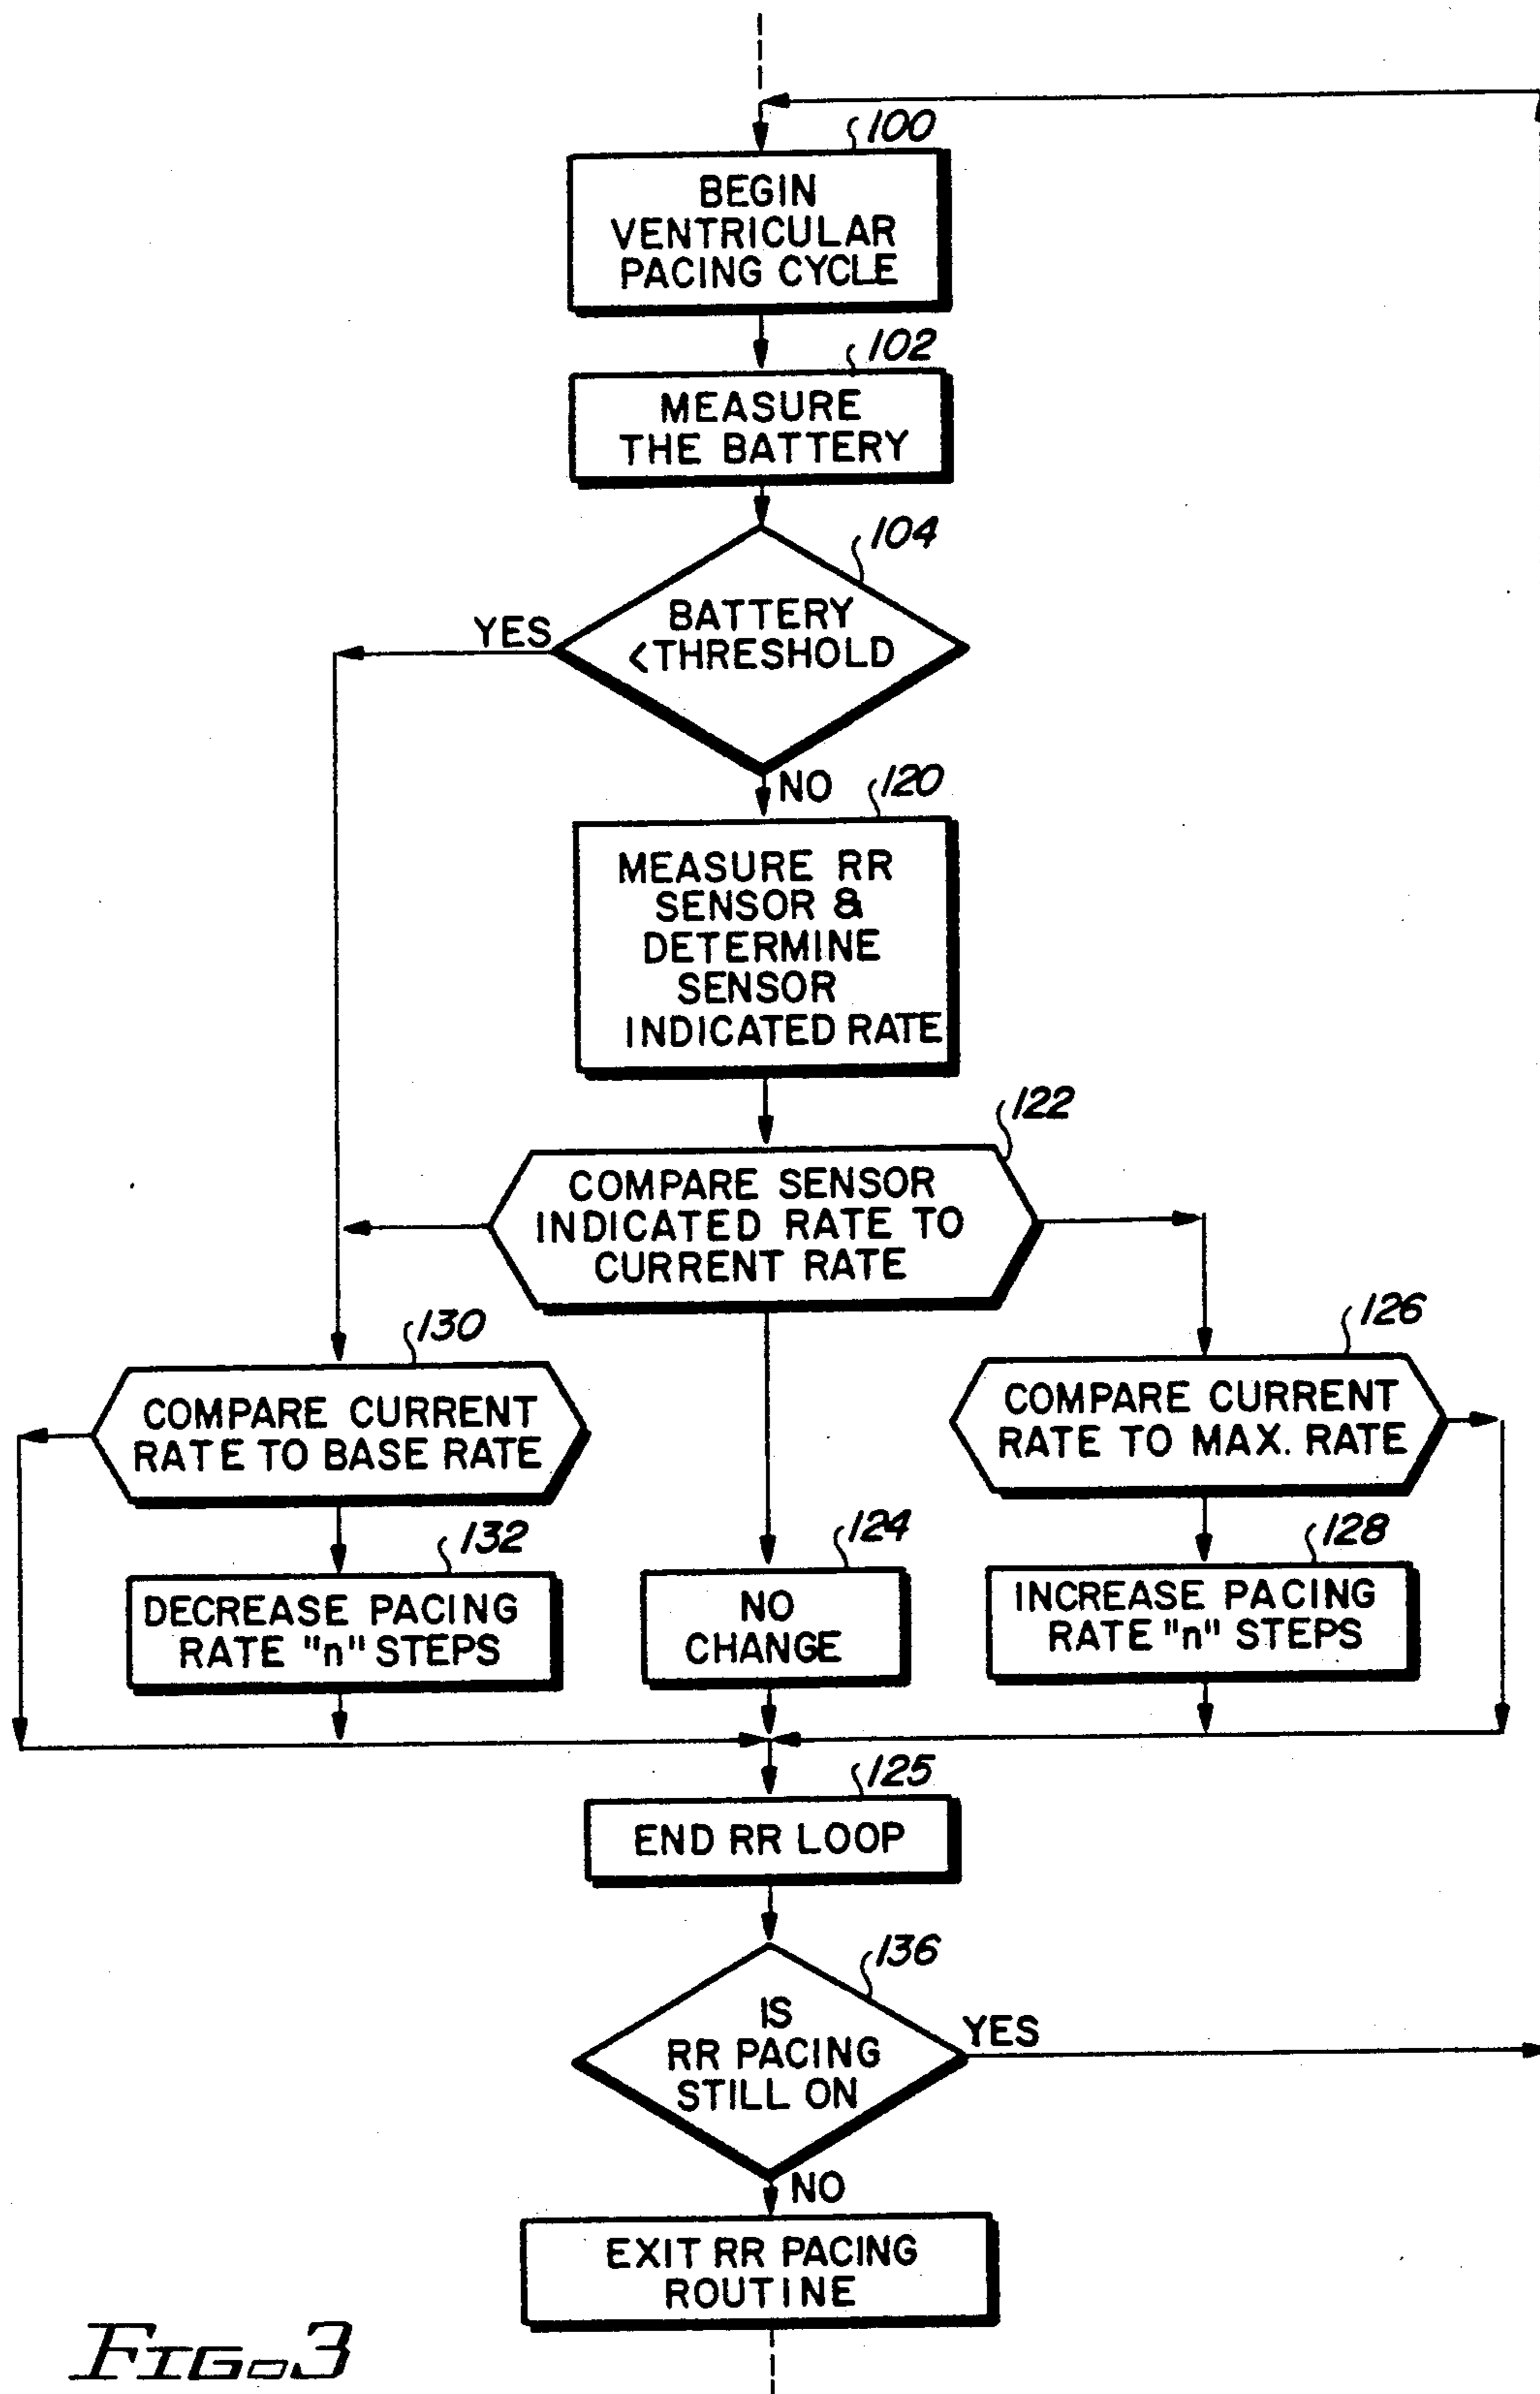 100
BEGIN
VENTRICULAR
PACING CYCLE
102
MEASURE
THE BATTERY
104
BATTERY
<THRESHOLD
YES
NO
120
MEASURE RR
SENSOR &
DETERMINE
SENSOR
INDICATED RATE
122
COMPARE SENSOR
INDICATED RATE TO
CURRENT RATE
130
COMPARE CURRENT
RATE TO BASE RATE
126
COMPARE CURRENT
RATE TO MAX. RATE
132
DECREASE PACING
RATE "n" STEPS
124
NO
CHANGE
128
INCREASE PACING
RATE "n" STEPS
125
END RR LOOP
136
IS
RR PACING
STILL ON
YES
NO
EXIT RR PACING
ROUTINE
FIG. 3